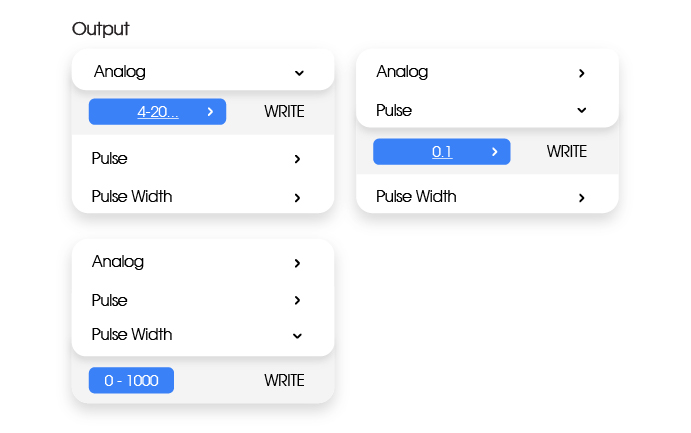 Output
Analog
4-20...
WRITE
Pulse
Pulse Width
Analog
Pulse
0.1
WRITE
Pulse Width
Analog
Pulse
Pulse Width
0 - 1000
WRITE